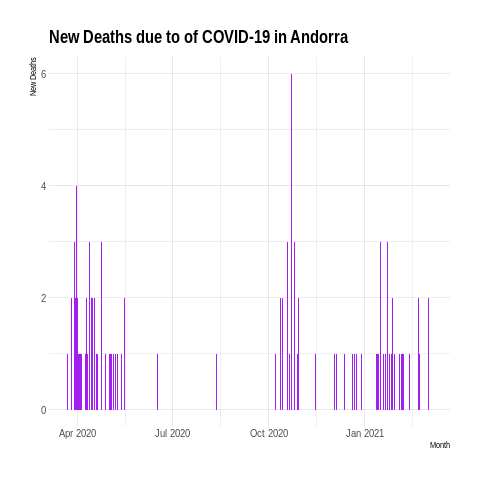 New Deaths due to of COVID-19 in Andorra
New Deaths
6
4
2
0
Apr 2020 Jul 2020 Oct 2020 Jan 2021
Month